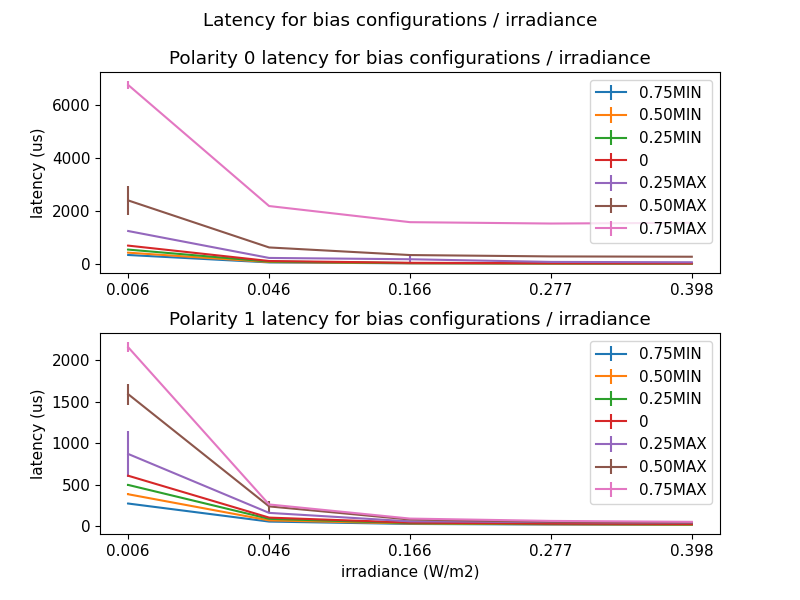 Latency for bias configurations / irradiance
Polarity 0 latency for bias configurations / irradiance
latency (us)
6000
4000
2000
0
0.75MIN
0.50MIN
0.25MIN
0
0.25MAX
0.50MAX
0.75MAX
0.006 0.046 0.166 0.277 0.398
Polarity 1 latency for bias configurations / irradiance
latency (us)
2000
1500
1000
500
0
0.75MIN
0.50MIN
0.25MIN
0
0.25MAX
0.50MAX
0.75MAX
0.006 0.046 0.166 0.277 0.398
irradiance (W/m2)